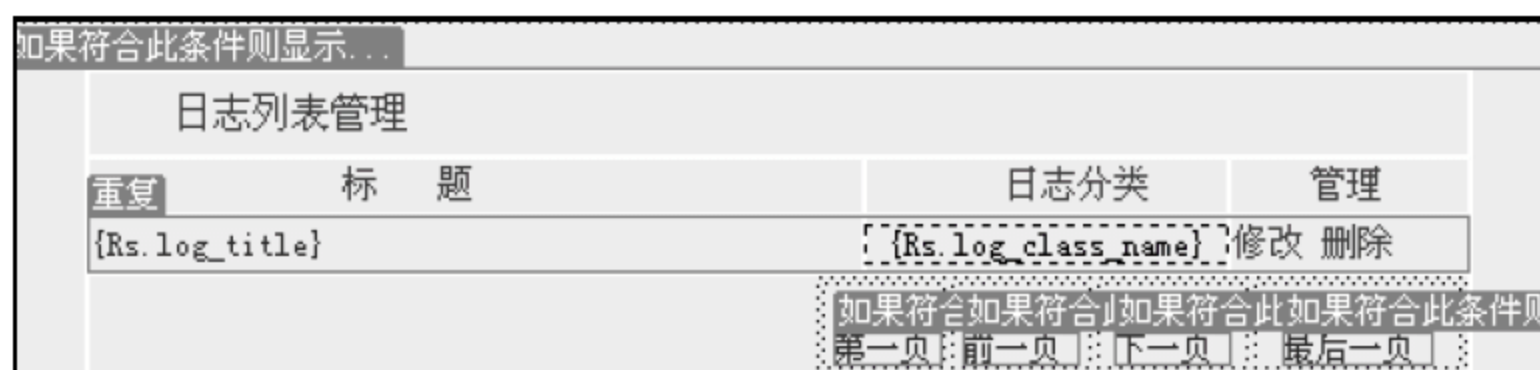 如果符合此条件则显示...
日志列表管理
标 题 日志分类 管理
重复
{Rs.log_title} {Rs.log_class_name} 修改 删除
如果符合 如果符合 如果符合此 如果符合此条件则
第一页 前一页 下一页 最后一页